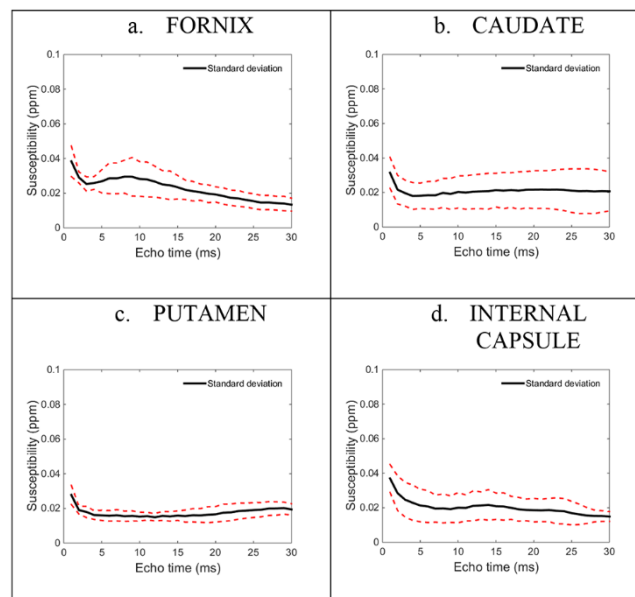 a. FORNIX
0.1
0.08
0.06
0.04
0.02
0
Susceptibility (ppm)
Standard deviation
0 5 10 15 20 25 30
Echo time (ms)
b. CAUDATE
0.1
0.08
0.06
0.04
0.02
0
Susceptibility (ppm)
Standard deviation
0 5 10 15 20 25 30
Echo time (ms)
c. PUTAMEN
0.1
0.08
0.06
0.04
0.02
0
Susceptibility (ppm)
Standard deviation
0 5 10 15 20 25 30
Echo time (ms)
d. INTERNAL
CAPSULE
0.1
0.08
0.06
0.04
0.02
0
Susceptibility (ppm)
Standard deviation
0 5 10 15 20 25 30
Echo time (ms)